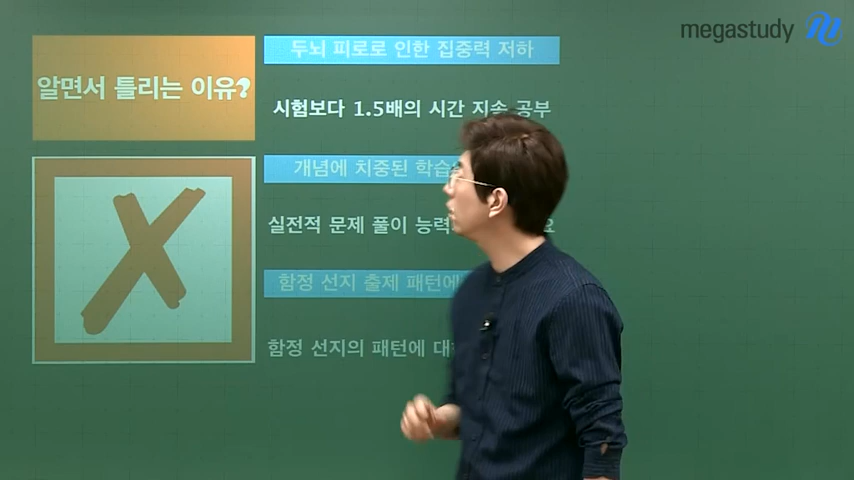 megastudy
알면서 틀리는 이유?
두뇌 피로로 인한 집중력 저하
시험보다 1.5배의 시간 지속 공부
개념에 치중된 학습
실전적 문제 풀이 능력
함정 선지 출제 패턴에
함정 선지의 패턴에